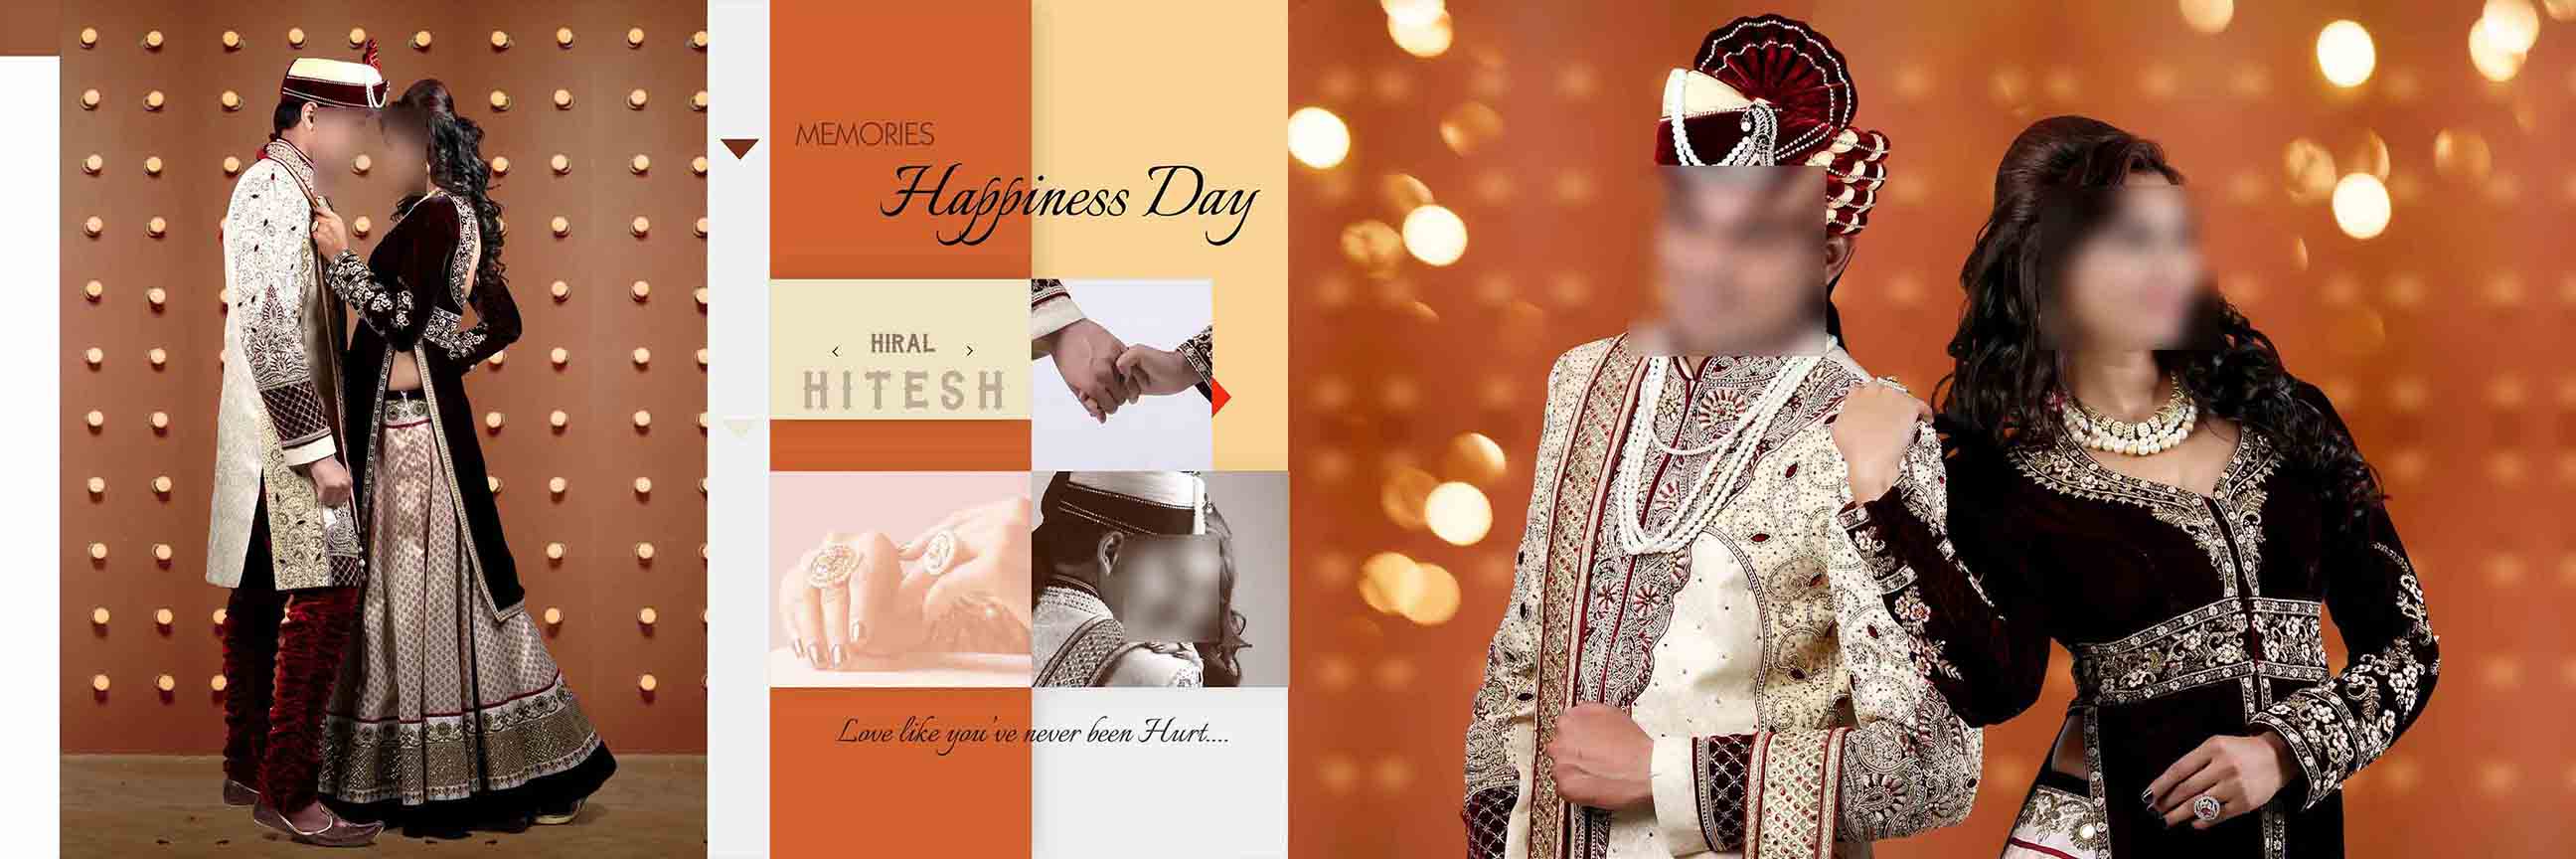 MEMORIES
Happiness Day
‹ HIRAL ›
HITESH
Love like you've never been Hurt....